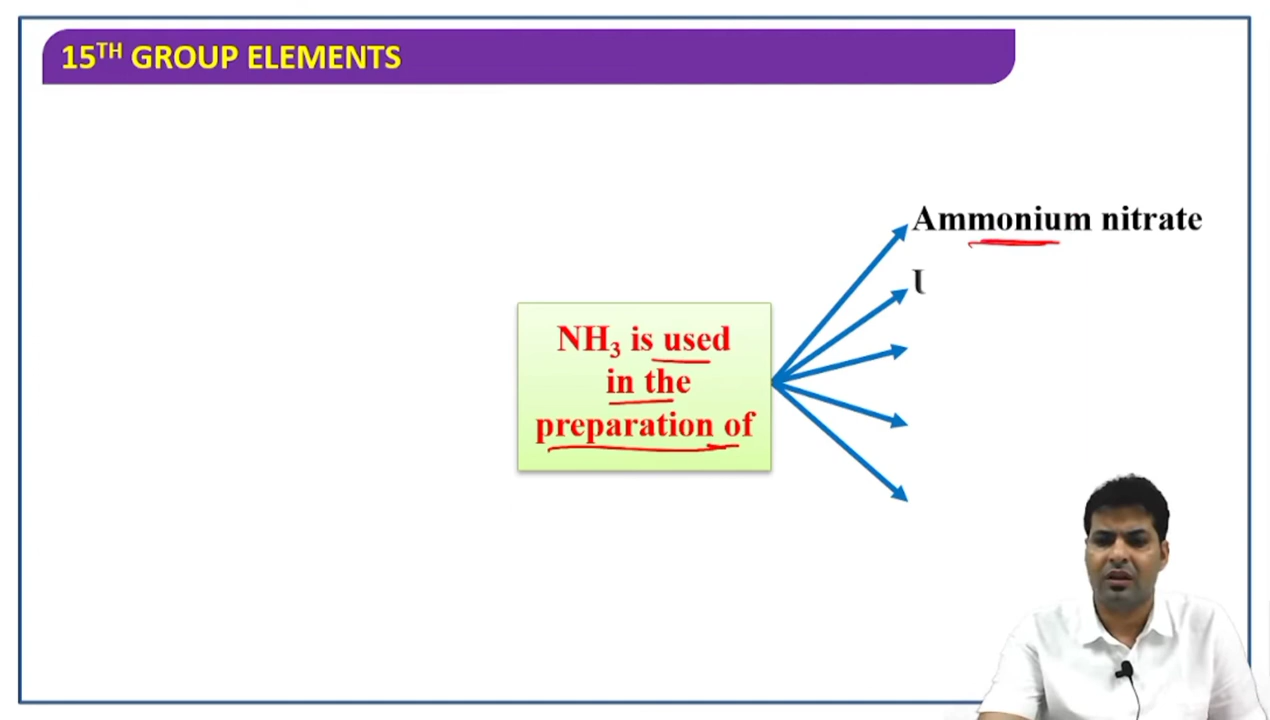 15TH GROUP ELEMENTS
Ammonium nitrate
U
NH3 is used
in the
preparation of